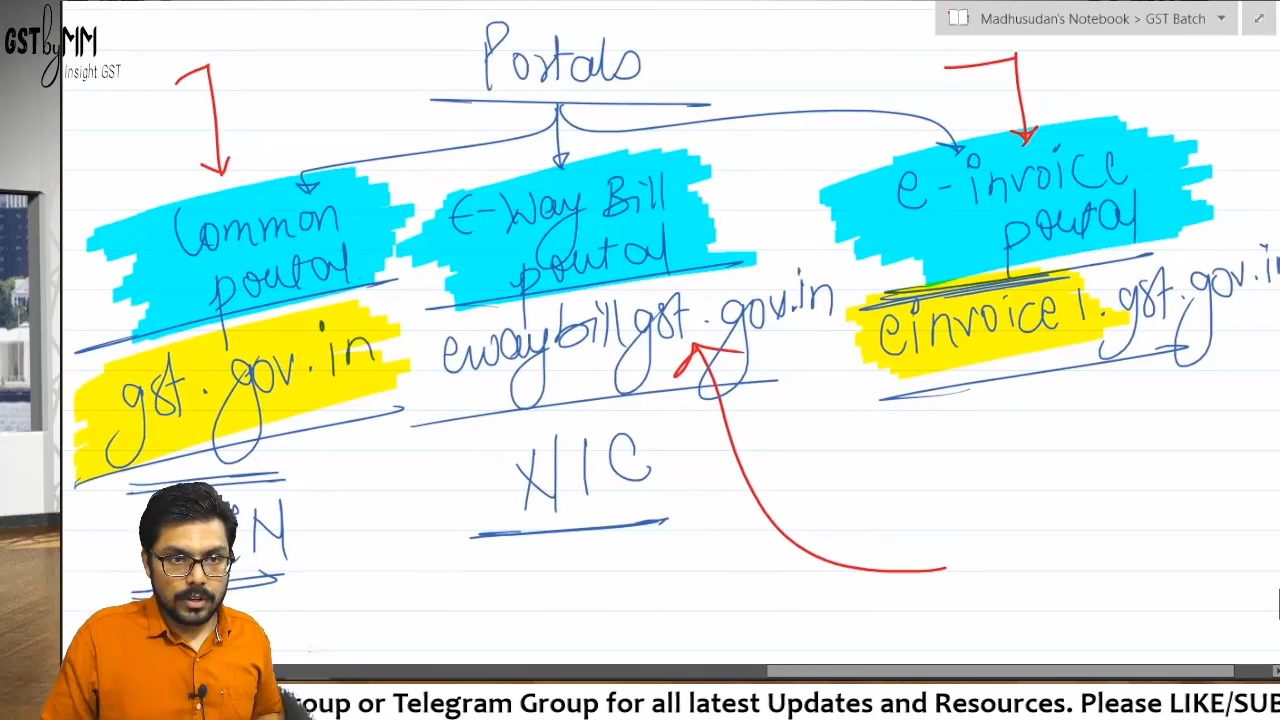 GST by MM
Insight GST
Madhusudan's Notebook > GST Batch
Portals
Common
portal
gst.gov.in
E-Way Bill
portal
ewaybillgst.gov.in
NIC
e-invoice
portal
einvoice1.gst.gov.in
roup or Telegram Group for all latest Updates and Resources. Please LIKE/SUB